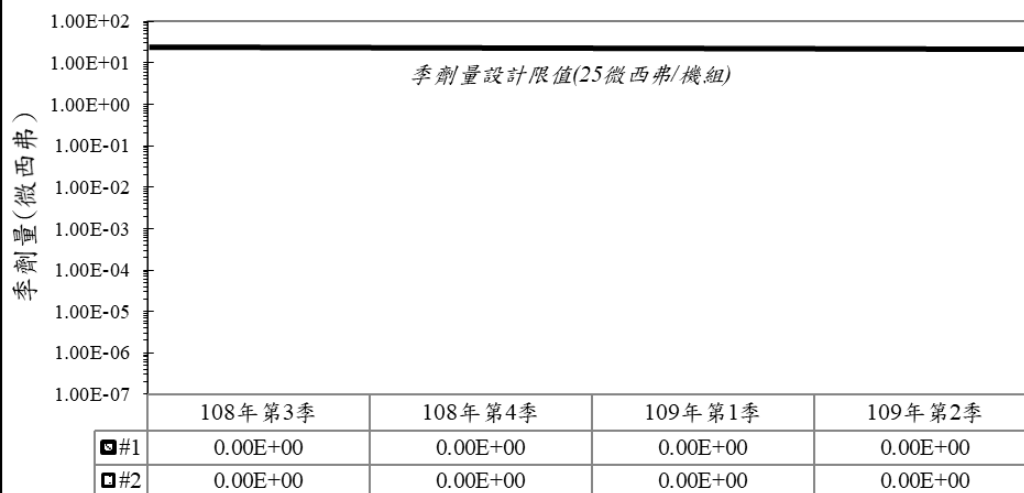 1.00E+02
1.00E+01
季劑量設計限值(25微西弗/機組)
1.00E+00
1.00E-01
1.00E-02
1.00E-03
1.00E-04
1.00E-05
1.00E-06
1.00E-07
季劑量(微西弗)
108年第3季 108年第4季 109年第1季 109年第2季
#1 0.00E+00 0.00E+00 0.00E+00 0.00E+00
#2 0.00E+00 0.00E+00 0.00E+00 0.00E+00